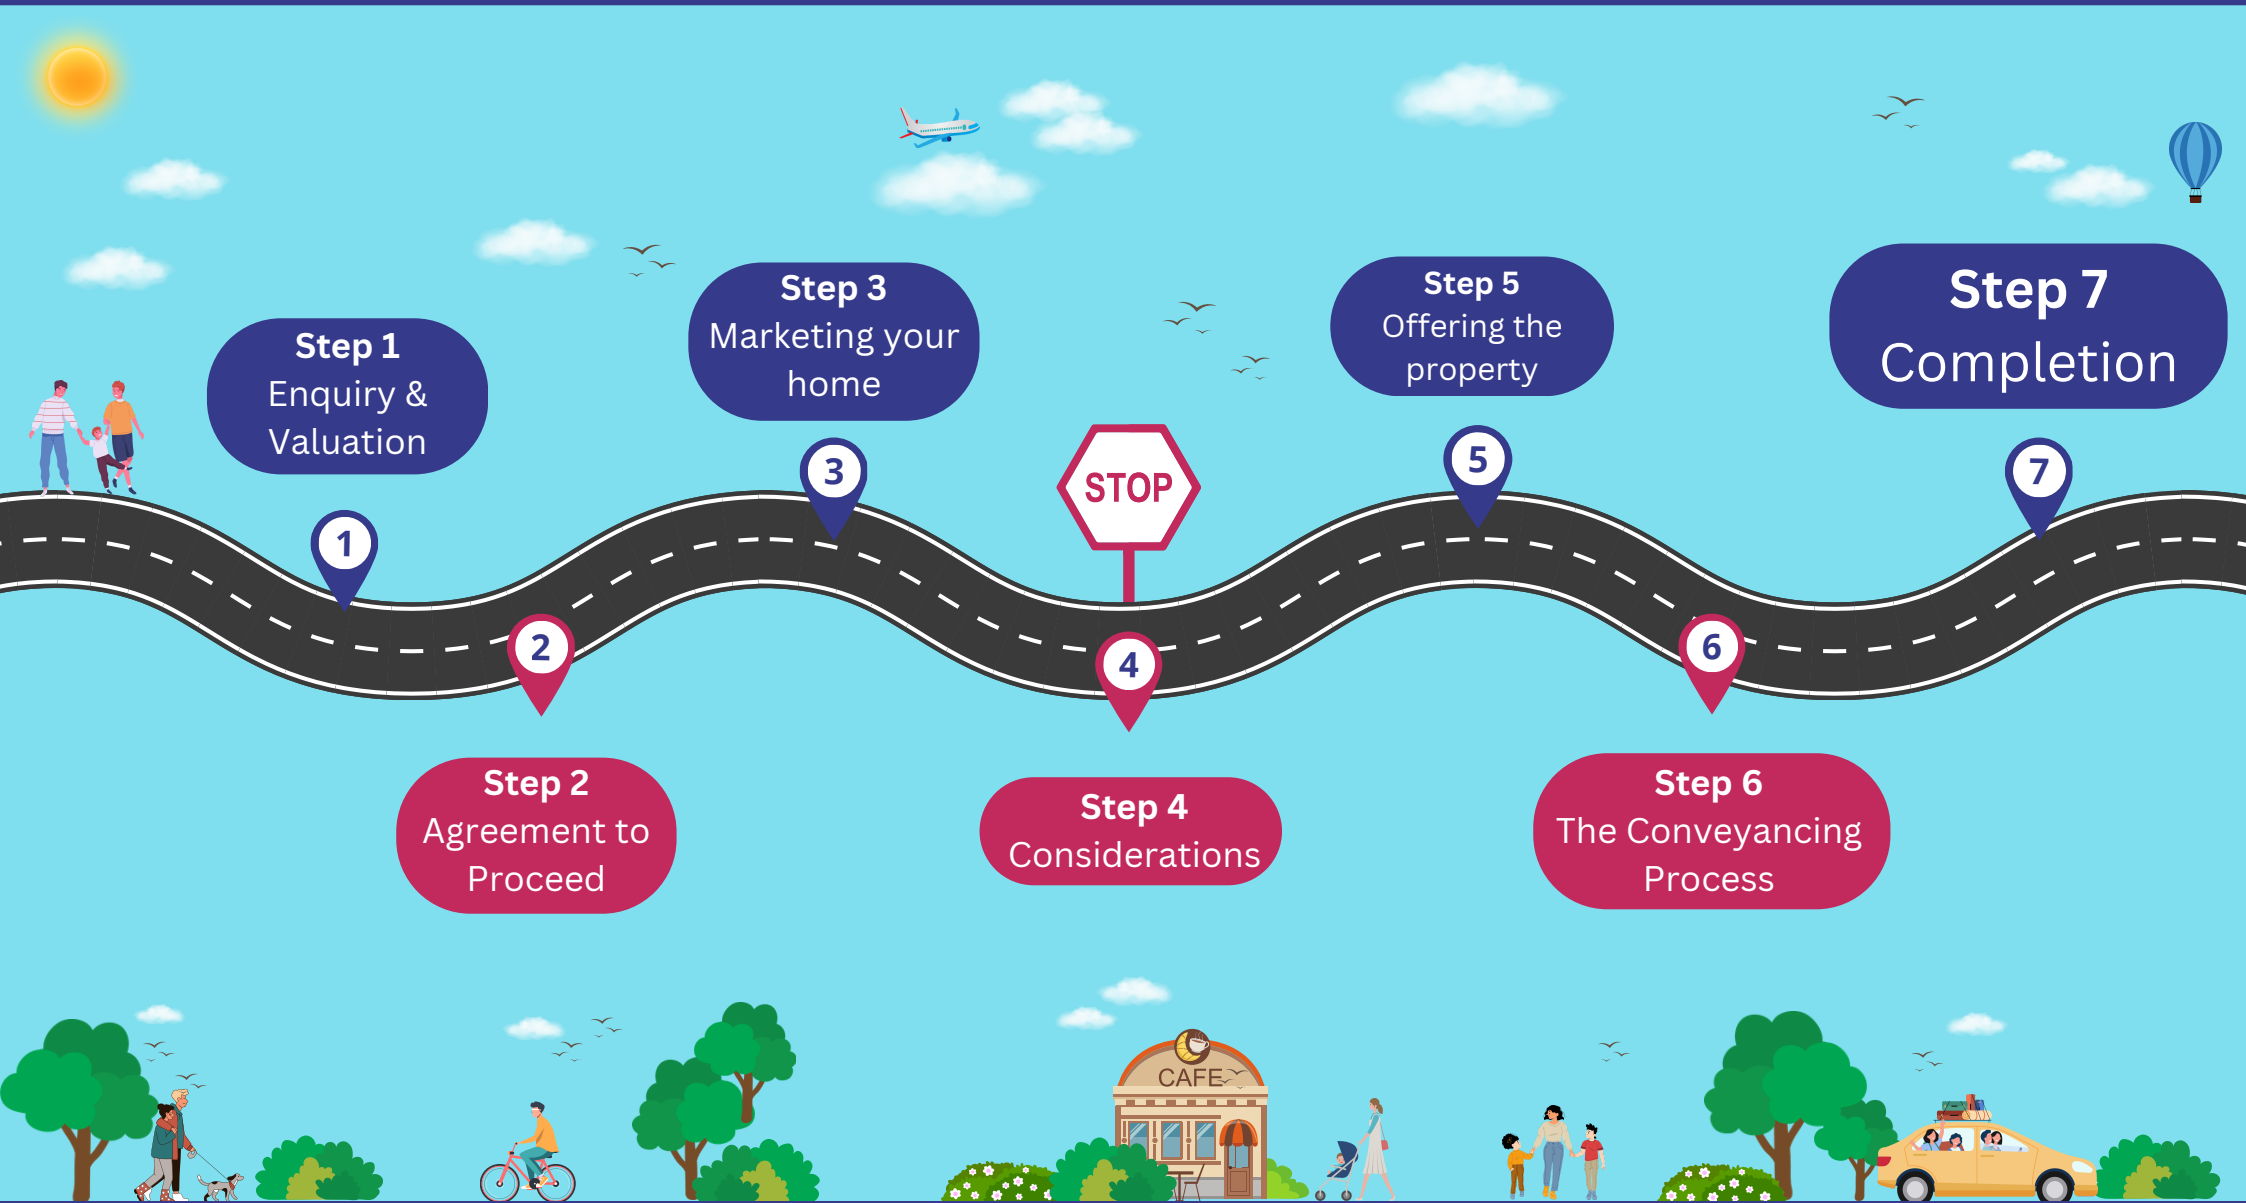 Step 1
Enquiry &
Valuation
1
Step 2
Agreement to
Proceed
2
Step 3
Marketing your
home
3
STOP
4
Step 4
Considerations
Step 5
Offering the
property
5
6
Step 6
The Conveyancing
Process
Step 7
Completion
7
CAFE